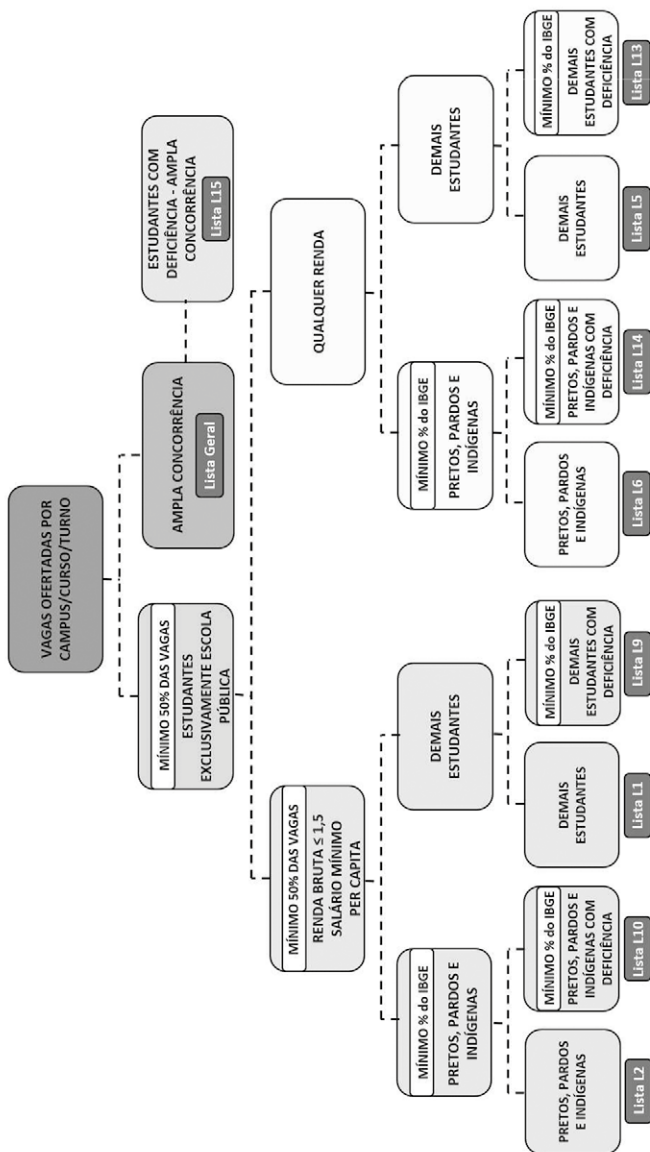 VAGAS OFERTADAS POR
CAMPUS/CURSO/TURNO
MÍNIMO 50% DAS VAGAS
ESTUDANTES
EXCLUSIVAMENTE ESCOLA
PÚBLICA
AMPLA CONCORRÊNCIA
Lista Geral
ESTUDANTES COM
DEFICIÊNCIA - AMPLA
CONCORRÊNCIA
Lista L15
MÍNIMO 50% DAS VAGAS
RENDA BRUTA ≤ 1,5
SALÁRIO MÍNIMO
PER CAPITA
QUALQUER RENDA
MÍNIMO % do IBGE
PRETOS, PARDOS E
INDÍGENAS
DEMAIS
ESTUDANTES
MÍNIMO % do IBGE
PRETOS, PARDOS E
INDÍGENAS
DEMAIS
ESTUDANTES
PRETOS, PARDOS
E INDÍGENAS
Lista L2
MÍNIMO % do IBGE
PRETOS, PARDOS E
INDÍGENAS COM
DEFICIÊNCIA
Lista L10
DEMAIS
ESTUDANTES
Lista L1
MÍNIMO % do IBGE
DEMAIS
ESTUDANTES COM
DEFICIÊNCIA
Lista L9
PRETOS, PARDOS
E INDÍGENAS
Lista L6
MÍNIMO % do IBGE
PRETOS, PARDOS E
INDÍGENAS COM
DEFICIÊNCIA
Lista L14
DEMAIS
ESTUDANTES
Lista L5
MÍNIMO % do IBGE
DEMAIS
ESTUDANTES COM
DEFICIÊNCIA
Lista L13